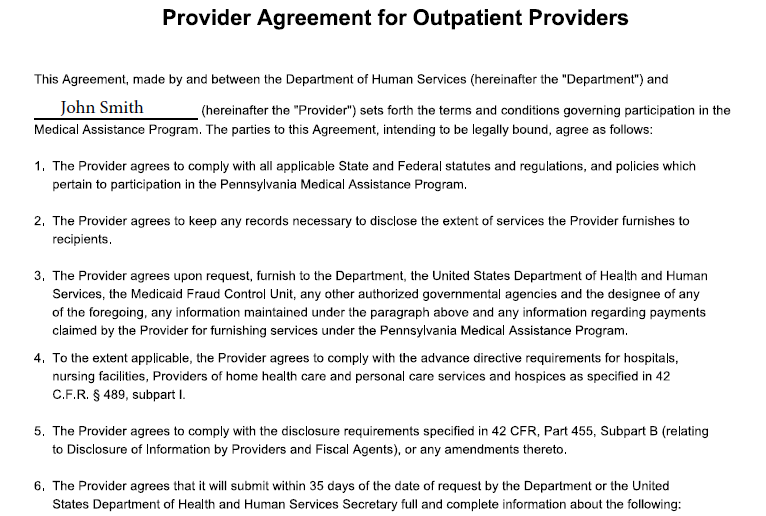 Provider Agreement for Outpatient Providers
This Agreement, made by and between the Department of Human Services (hereinafter the "Department") and
John Smith (hereinafter the "Provider") sets forth the terms and conditions governing participation in the
Medical Assistance Program. The parties to this Agreement, intending to be legally bound, agree as follows:
1. The Provider agrees to comply with all applicable State and Federal statutes and regulations, and policies which
pertain to participation in the Pennsylvania Medical Assistance Program.
2. The Provider agrees to keep any records necessary to disclose the extent of services the Provider furnishes to
recipients.
3. The Provider agrees upon request, furnish to the Department, the United States Department of Health and Human
Services, the Medicaid Fraud Control Unit, any other authorized governmental agencies and the designee of any
of the foregoing, any information maintained under the paragraph above and any information regarding payments
claimed by the Provider for furnishing services under the Pennsylvania Medical Assistance Program.
4. To the extent applicable, the Provider agrees to comply with the advance directive requirements for hospitals,
nursing facilities, Providers of home health care and personal care services and hospices as specified in 42
C.F.R. § 489, subpart I.
5. The Provider agrees to comply with the disclosure requirements specified in 42 CFR, Part 455, Subpart B (relating
to Disclosure of Information by Providers and Fiscal Agents), or any amendments thereto.
6. The Provider agrees that it will submit within 35 days of the date of request by the Department or the United
States Department of Health and Human Services Secretary full and complete information about the following: